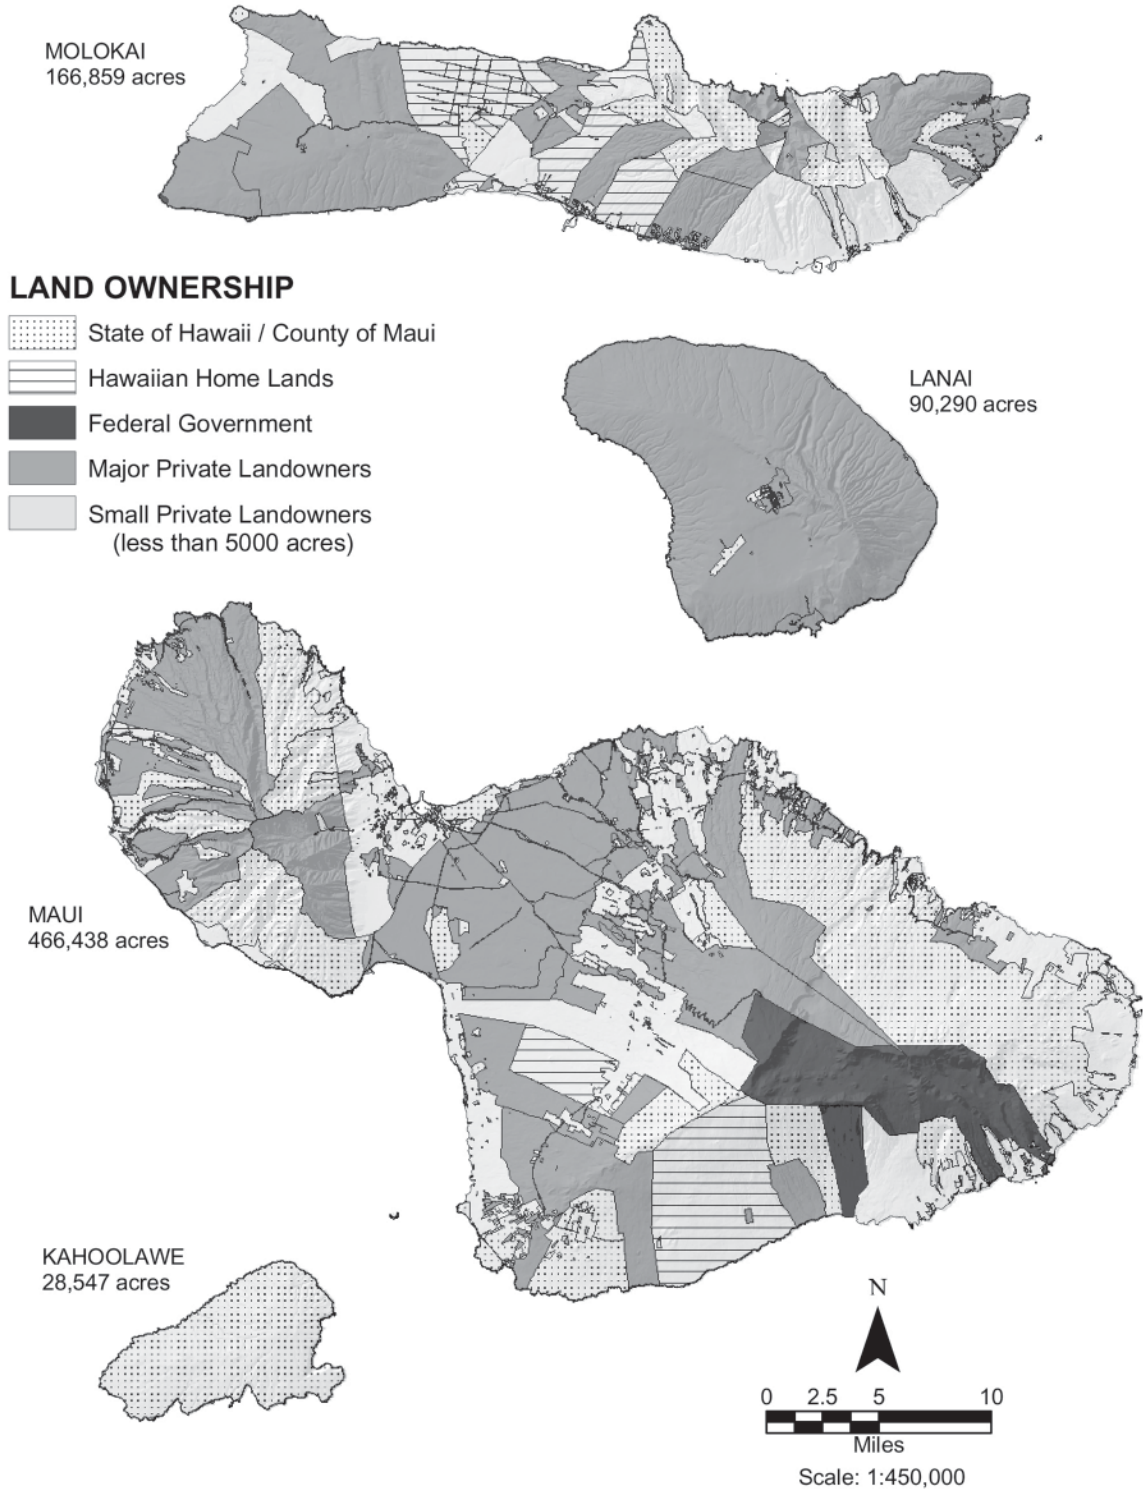 MOLOKAI
166,859 acres
LAND OWNERSHIP
State of Hawaii / County of Maui
Hawaiian Home Lands
Federal Government
Major Private Landowners
Small Private Landowners
(less than 5000 acres)
LANAI
90,290 acres
MAUI
466,438 acres
KAHOOLAWE
28,547 acres
N
0 2.5 5 10
Miles
Scale: 1:450,000